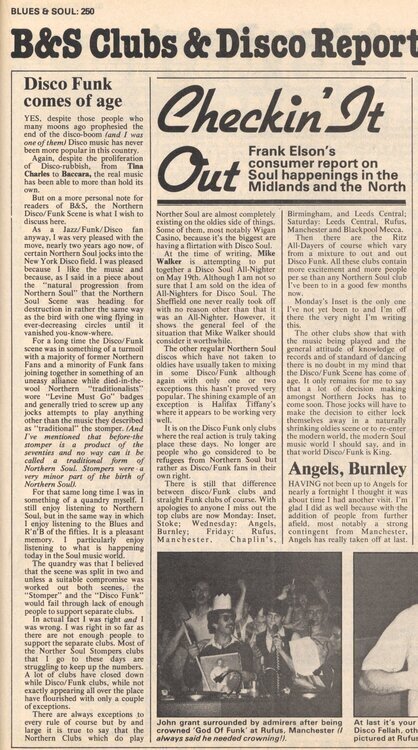 BLUES & SOUL: 250
B&S Clubs & Disco Report
Disco Funk
comes of age
YES, despite those people who
many moons ago prophesied the
end of the disco-boom (and I was
one of them) Disco music has never
been more popular in this country.
Again, despite the proliferation
of Disco-rubbish, from Tina
Charles to Baccara, the real music
has been able to more than hold its
own.
But on a more personal note for
readers of B&S, the Northern
Disco/Funk Scene is what I wish to
discuss here.
As a Jazz/Funk/Disco fan
anyway, I was very pleased with the
move, nearly two years ago now, of
certain Northern Soul Jocks into the
New York Disco field. I was pleased
because I like the music and
because, as I said in a piece about
the "natural progression from
Northern Soul" that the Northern
Soul Scene was heading for
destruction in rather the same way
as the bird with one wing flying in
ever-decreasing circles until it
vanished you-know-where.
For a long time the Disco/Funk
scene was in something of a turmoil
with a majority of former Northern
Fans and a minority of Funk fans
joining together in something of an
uneasy alliance while died-in-the-
wool Northern "traditionalists"
wore "Levine Must Go" badges
and generally tried to screw up any
jocks attempts to play anything
other than the music they described
as "traditional" the stomper. (And
I've mentioned that before-the
stomper is a product of the
seventies and no way can it be
called a traditional form of
Northern Soul. Stompers were a
very minor part of the birth of
Northern Soul).
For that same long time I was in
something of a quandry myself. I
still enjoy listening to Northern
Soul, but in the same way in which
I enjoy listening to the Blues and
R'n'B of the fifties. It is a pleasant
memory. I particularly enjoy
listening to what is happening
today in the Soul music world.
The quandry was that I believed
that the scene was split in two and
unless a suitable compromise was
worked out both scenes, the
"Stomper" and the "Disco Funk"
would fail through lack of enough
people to support separate clubs.
In actual fact I was right and I
was wrong. I was right in so far as
there are not enough people to
support the separate clubs. Most of
the Norther Soul Stompers clubs
that I go to these days are
struggling to keep up the numbers.
A lot of clubs have closed down
while Disco/Funk clubs, while not
exactly appearing all over the place
have flourished with only a couple
of exceptions.
There are always exceptions to
every rule of course but by and
large it is true to say that the
Northern Clubs which do play
Checkin' It
Out
Frank Elson's
consumer report on
Soul happenings in the
Midlands and the North
Norther Soul are almost completely
existing on the oldies side of things.
Some of them, most notably Wigan
Casino, because it's the biggest are
having a flirtation with Disco Soul.
At the time of writing, Mike
Walker is attempting to put
together a Disco Soul All-Nighter
on May 19th. Although I am not so
sure that I am sold on the idea of
All-Nighters for Disco Soul. The
Sheffield one never really took off
with no reason other than that it
was an All-Nighter. However, it
shows the general feel of the
situation that Mike Walker should
consider it worthwhile.
The other regular Northern Soul
discos which have not taken to
oldies have usually taken to mixing
in some Disco/Funk although
again with only one or two
exceptions this hasn't proved very
popular. The shining example of an
exception is Halifax Tiffany's
where it appears to be working very
well.
It is on the Disco Funk only clubs
where the real action is truly taking
place these days. No longer are
people who go considered to be
refugees from Northern Soul but
rather as Disco/Funk fans in their
own right.
There is still that difference
between disco/Funk clubs and
straight Funk clubs of course. With
apologies to anyone I miss out the
top clubs are now Monday: Inset,
Stoke; Wednesday: Angels,
Burnley; Friday: Rufus,
Manchester, Chaplin's,
Birmingham, and Leeds Central;
Saturday: Leeds Central, Rufus,
Manchester and Blackpool Mecca.
Then there are the Ritz
All-Dayers of course which vary
from a mixture to out and out
Disco Funk. All these clubs contain
more excitement and more people
per se than any Northern Soul club
I've been to in a good few months
now.
Monday's Inset is the only one
I've not yet been to and I'm off
there the very night I'm writing
this.
The other clubs show that with
the music being played and the
general attitude of knowledge of
records and of standard of dancing
there is no doubt in my mind that
the Disco/Funk Scene has come of
age. It only remains for me to say
that a lot of decision making
amongst Northern Jocks has to
come soon. Those jocks will have to
make the decision to either lock
themselves away in a naturally
shrinking oldies scene or to re-enter
the modern world, the modern Soul
music world I should say, and in
that world Disco/Funk is King.
Angels, Burnley
HAVING not been up to Angels for
nearly a fortnight I thought it was
about time I had another visit. I'm
glad I did as well because with the
addition of people from further
afield, most notably a strong
contingent from Manchester,
Angels has really taken off at last.
John grant surrounded by admirers after being
crowned 'God Of Funk' at Rufus, Manchester (I
always said he needed crowning!).
At last it's your
Disco Fellah, or
pictured at Rufus